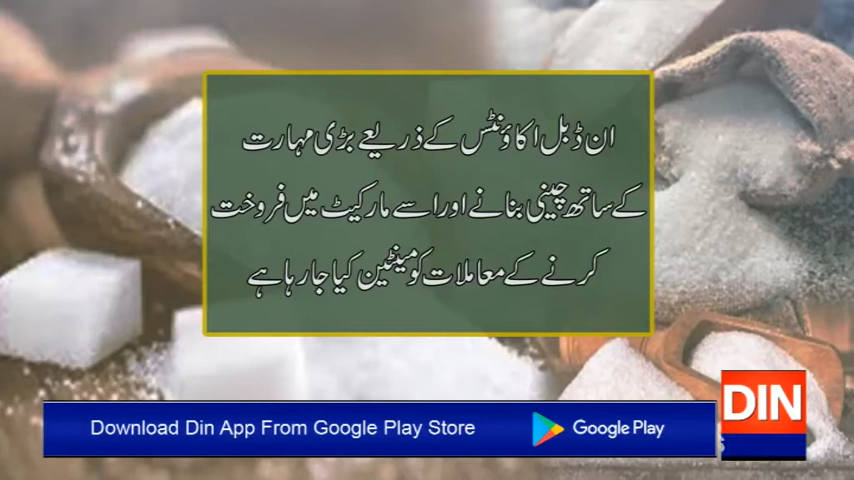 ان ڈبل اکاؤنٹس کے ذریعے بڑی مہارت
کے ساتھ چینی بنانے اور اسے مارکیٹ میں فروخت
کرنے کے معاملات کو مینٹین کیا جا رہا ہے
Download Din App From Google Play Store
Google Play
DIN